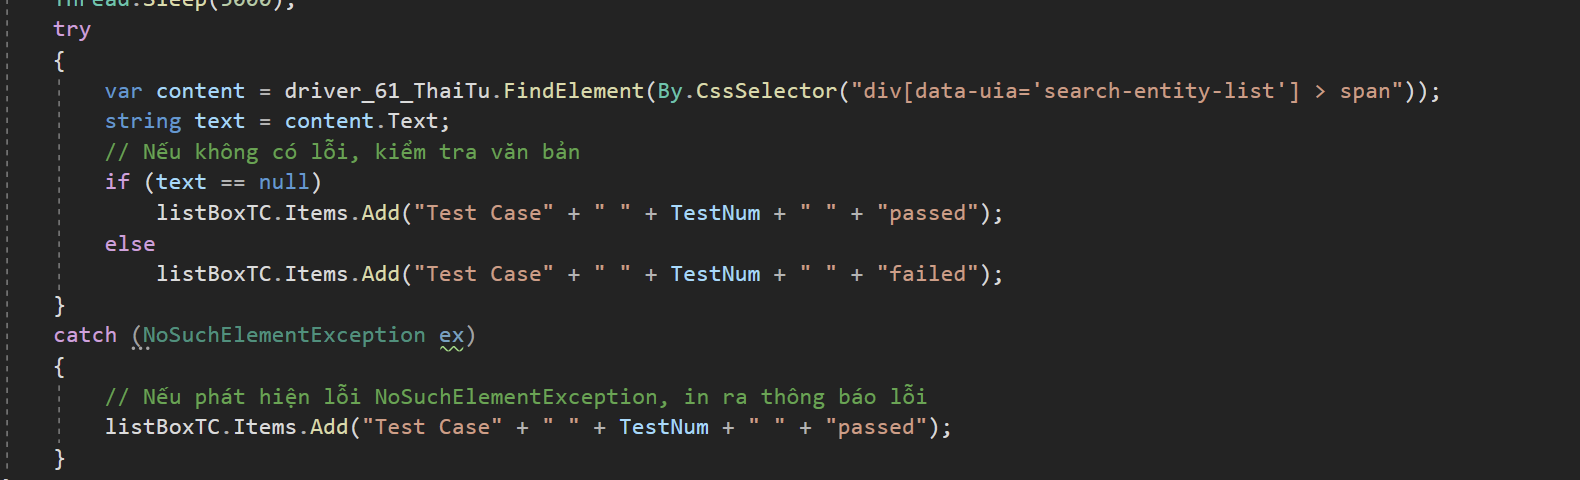 Thread.Sleep(5000);
try
{
var content = driver_61_ThaiTu.FindElement(By.CssSelector("div[data-uia='search-entity-list'] > span"));
string text = content.Text;
// Nếu không có lỗi, kiểm tra văn bản
if (text == null)
listBoxTC.Items.Add("Test Case" + " " + TestNum + " " + "passed");
else
listBoxTC.Items.Add("Test Case" + " " + TestNum + " " + "failed");
}
catch (NoSuchElementException ex)
{
// Nếu phát hiện lỗi NoSuchElementException, in ra thông báo lỗi
listBoxTC.Items.Add("Test Case" + " " + TestNum + " " + "passed");
}